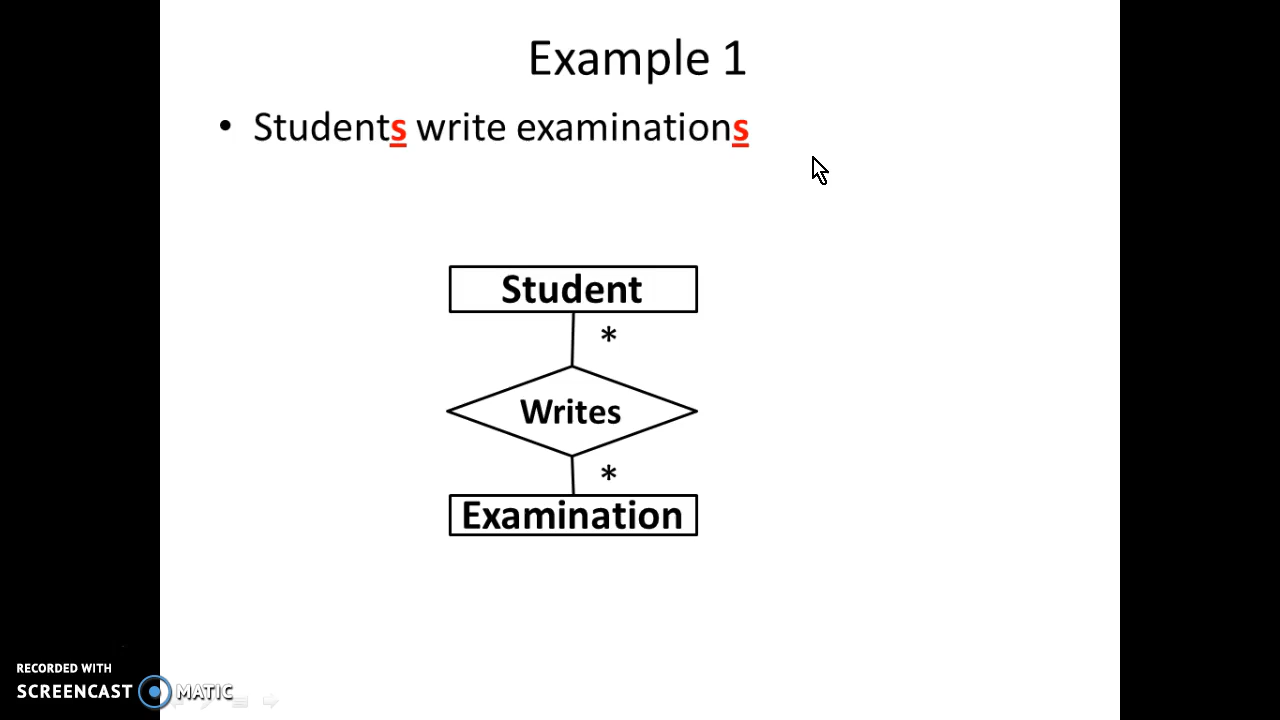 Example 1
• Students write examinations
Student
*
Writes
*
Examination
RECORDED WITH
SCREENCAST MATIC